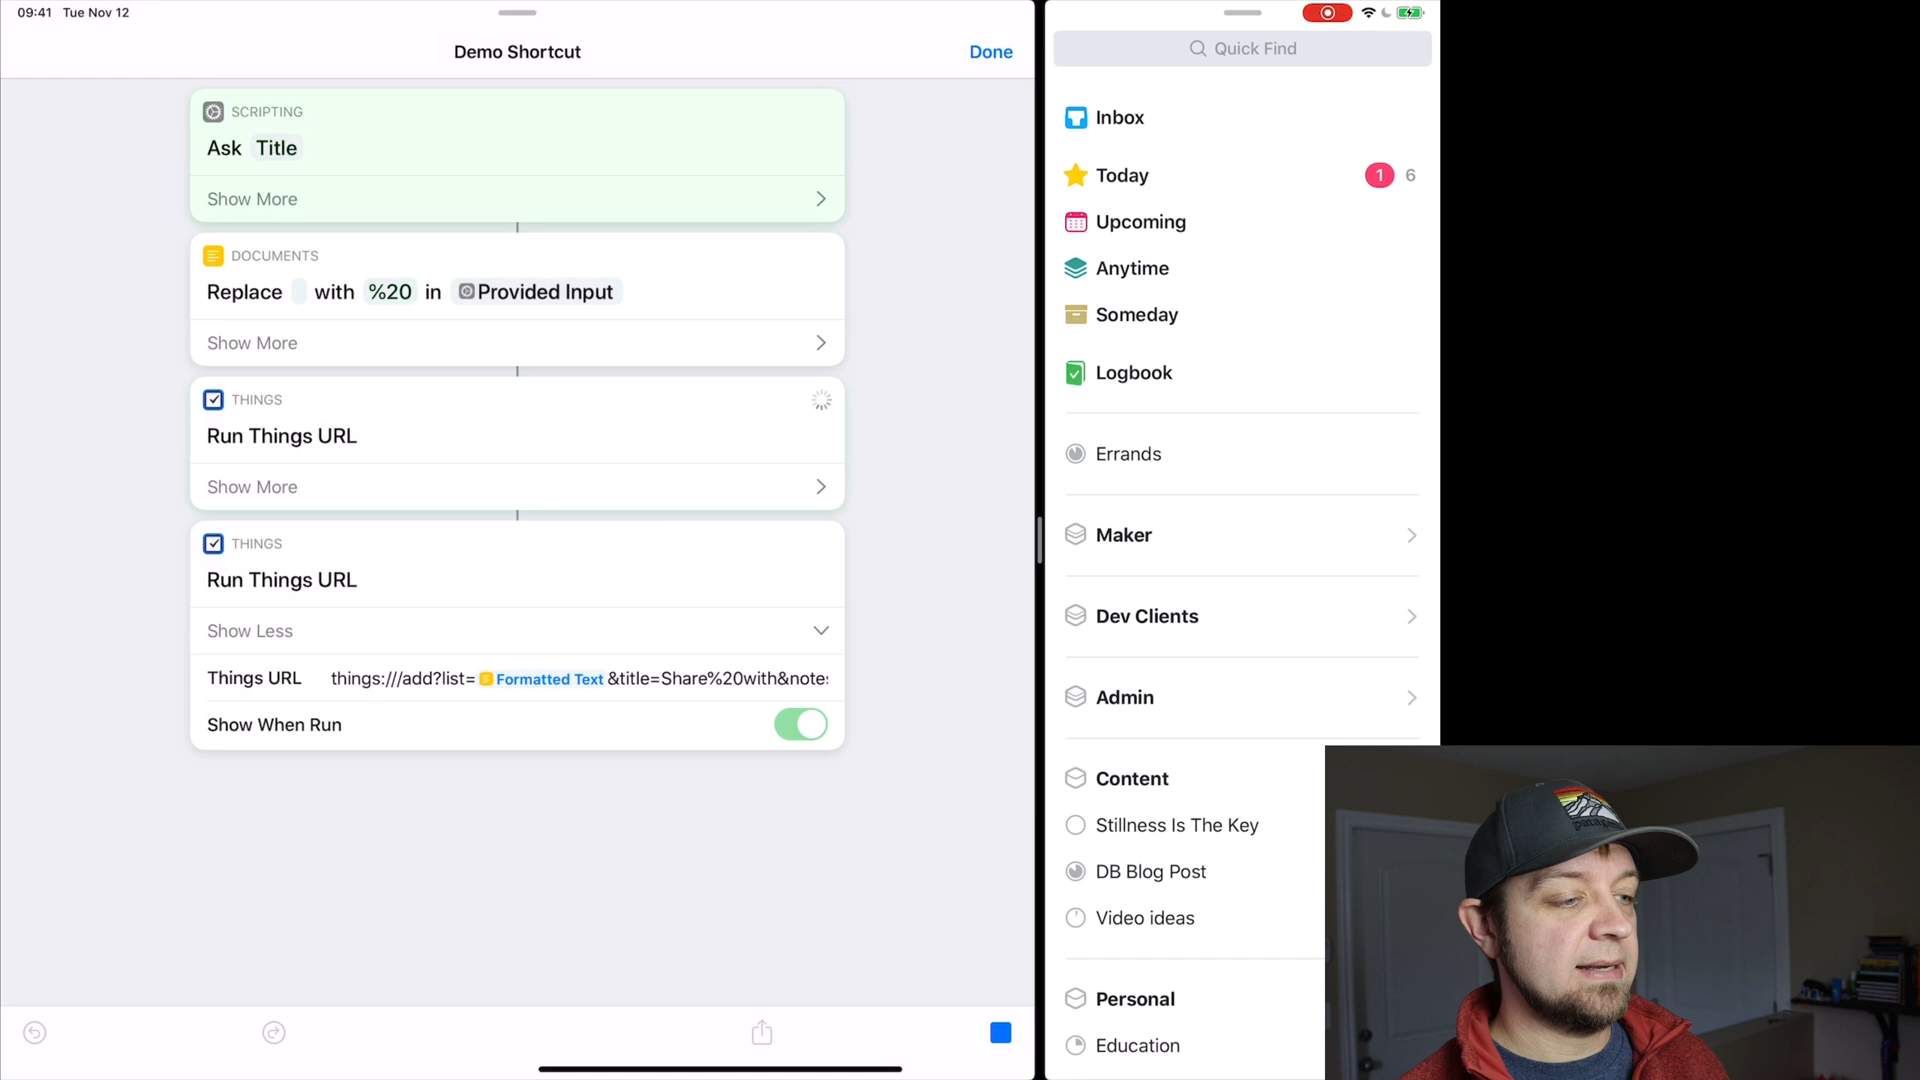 09:41 Tue Nov 12
Demo Shortcut
Done
SCRIPTING
Ask Title
Show More
DOCUMENTS
Replace with %20 in Provided Input
Show More
THINGS
Run Things URL
Show More
THINGS
Run Things URL
Show Less
Things URL things:///add?list= Formatted Text &title=Share%20with&notes
Show When Run
Quick Find
Inbox
Today 1 6
Upcoming
Anytime
Someday
Logbook
Errands
Maker
Dev Clients
Admin
Content
Stillness Is The Key
DB Blog Post
Video ideas
Personal
Education